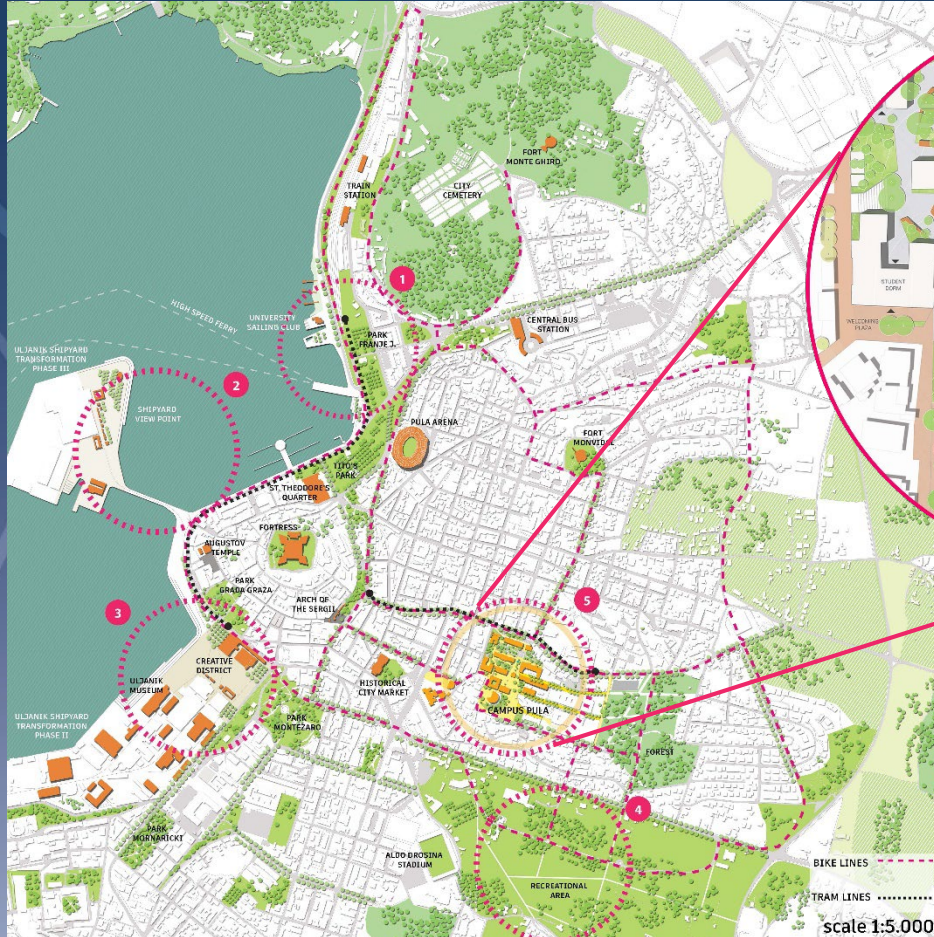 FORT
MONTE GHIRO
TRAIN
STATION
CITY
CEMETERY
1
HIGH SPEED FERRY
UNIVERSITY
SAILING CLUB
PARK
FRANJE J.
CENTRAL BUS
STATION
STUDENT
DORM
WELCOMING
PLAZA
ULJANIK SHIPYARD
TRANSFORMATION
PHASE III
2
SHIPYARD
VIEW POINT
PULA ARENA
FORT
MONVIDAL
TITO'S
PARK
ST. THEODORE'S
QUARTER
FORTRESS
AUGUSTOV
TEMPLE
PARK
GRADA GRAZA
ARCH OF
THE SERGII
3
5
CREATIVE
DISTRICT
ULJANIK
MUSEUM
HISTORICAL
CITY MARKET
CAMPUS PULA
ULJANIK SHIPYARD
TRANSFORMATION
PHASE II
PARK
MONTEZARO
FOREST
4
PARK
MORNARICKI
ALDO DROSINA
STADIUM
RECREATIONAL
AREA
BIKE LINES
TRAM LINES
scale 1:5.000